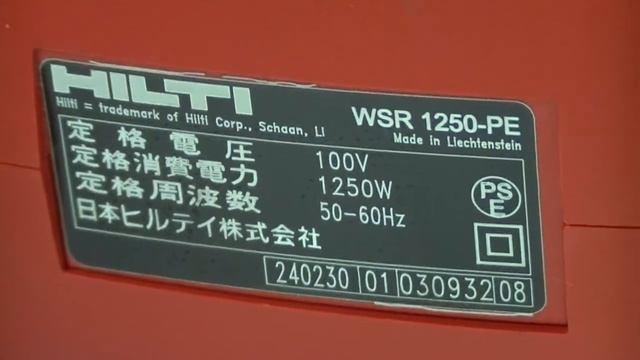 HILTI
Hilti = trademark of Hilti Corp., Schaan, LI
WSR 1250-PE
Made in Liechtenstein
定格電圧 100V
定格消費電力 1250W
定格周波数 50-60Hz
日本ヒルティ株式会社
PS
E
240230 01 030932 08